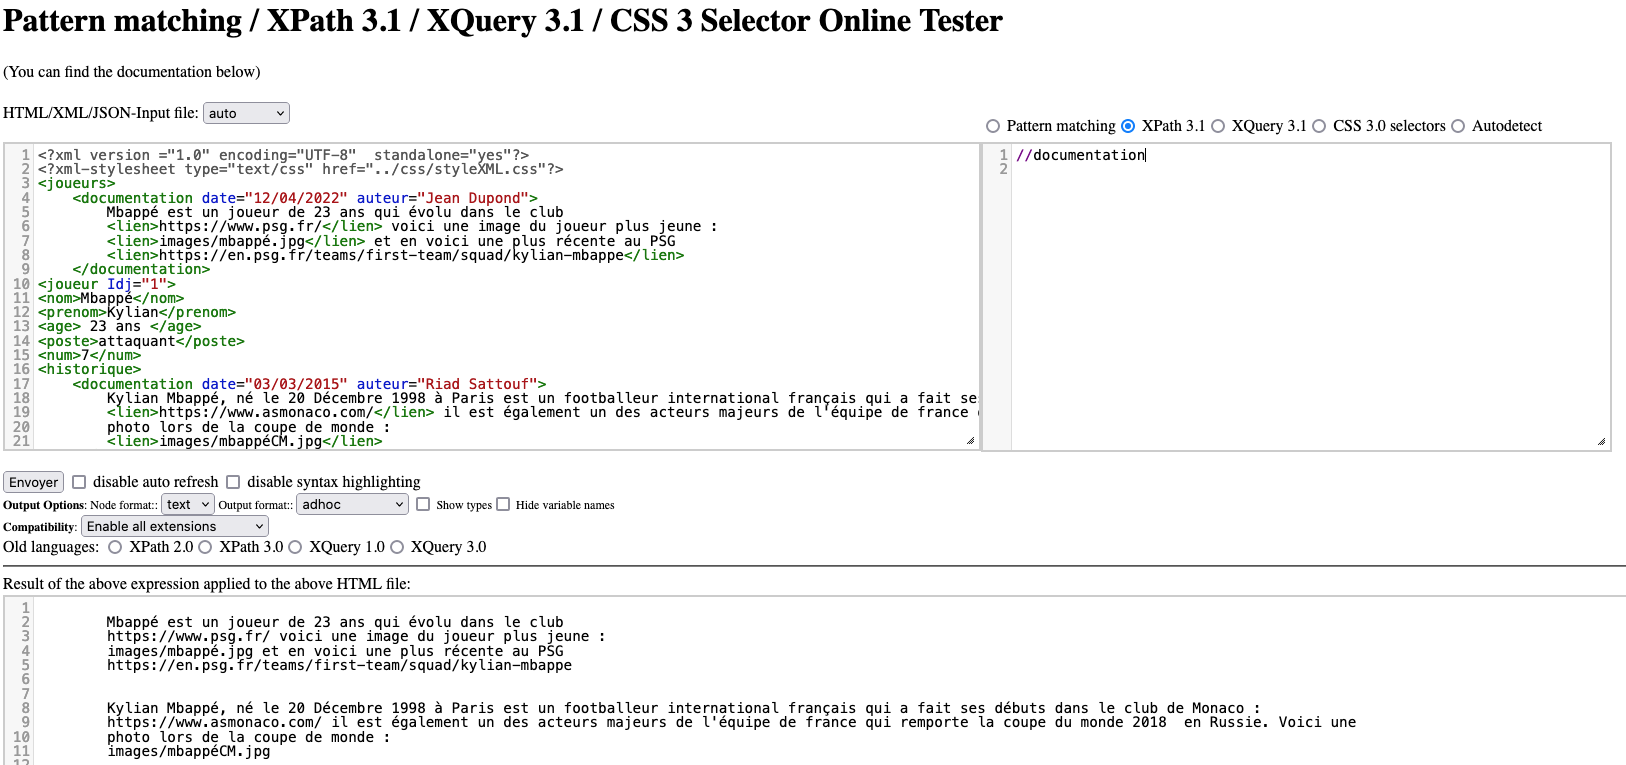 Pattern matching / XPath 3.1 / XQuery 3.1 / CSS 3 Selector Online Tester
(You can find the documentation below)
HTML/XML/JSON-Input file: auto
Pattern matching XPath 3.1 XQuery 3.1 CSS 3.0 selectors Autodetect
1 <?xml version ="1.0" encoding="UTF-8"  standalone="yes"?>
2 <?xml-stylesheet type="text/css" href="../css/styleXML.css"?>
3 <joueurs>
4     <documentation date="12/04/2022" auteur="Jean Dupond">
5         Mbappé est un joueur de 23 ans qui évolu dans le club
6         <lien>https://www.psg.fr/</lien> voici une image du joueur plus jeune :
7         <lien>images/mbappé.jpg</lien> et en voici une plus récente au PSG
8         <lien>https://en.psg.fr/teams/first-team/squad/kylian-mbappe</lien>
9     </documentation>
10 <joueur Idj="1">
11 <nom>Mbappé</nom>
12 <prenom>Kylian</prenom>
13 <age> 23 ans </age>
14 <poste>attaquant</poste>
15 <num>7</num>
16 <historique>
17     <documentation date="03/03/2015" auteur="Riad Sattouf">
18         Kylian Mbappé, né le 20 Décembre 1998 à Paris est un footballeur international français qui a fait se
19         <lien>https://www.asmonaco.com/</lien> il est également un des acteurs majeurs de l'équipe de france
20         photo lors de la coupe de monde :
21         <lien>images/mbappéCM.jpg</lien>
1 //documentation
2
Envoyer disable auto refresh disable syntax highlighting
Output Options: Node format:: text Output format:: adhoc Show types Hide variable names
Compatibility: Enable all extensions
Old languages: XPath 2.0 XPath 3.0 XQuery 1.0 XQuery 3.0
Result of the above expression applied to the above HTML file:
1
2         Mbappé est un joueur de 23 ans qui évolu dans le club
3         https://www.psg.fr/ voici une image du joueur plus jeune :
4         images/mbappé.jpg et en voici une plus récente au PSG
5         https://en.psg.fr/teams/first-team/squad/kylian-mbappe
6
7
8         Kylian Mbappé, né le 20 Décembre 1998 à Paris est un footballeur international français qui a fait ses débuts dans le club de Monaco :
9         https://www.asmonaco.com/ il est également un des acteurs majeurs de l'équipe de france qui remporte la coupe du monde 2018  en Russie. Voici une
10         photo lors de la coupe de monde :
11         images/mbappéCM.jpg
12